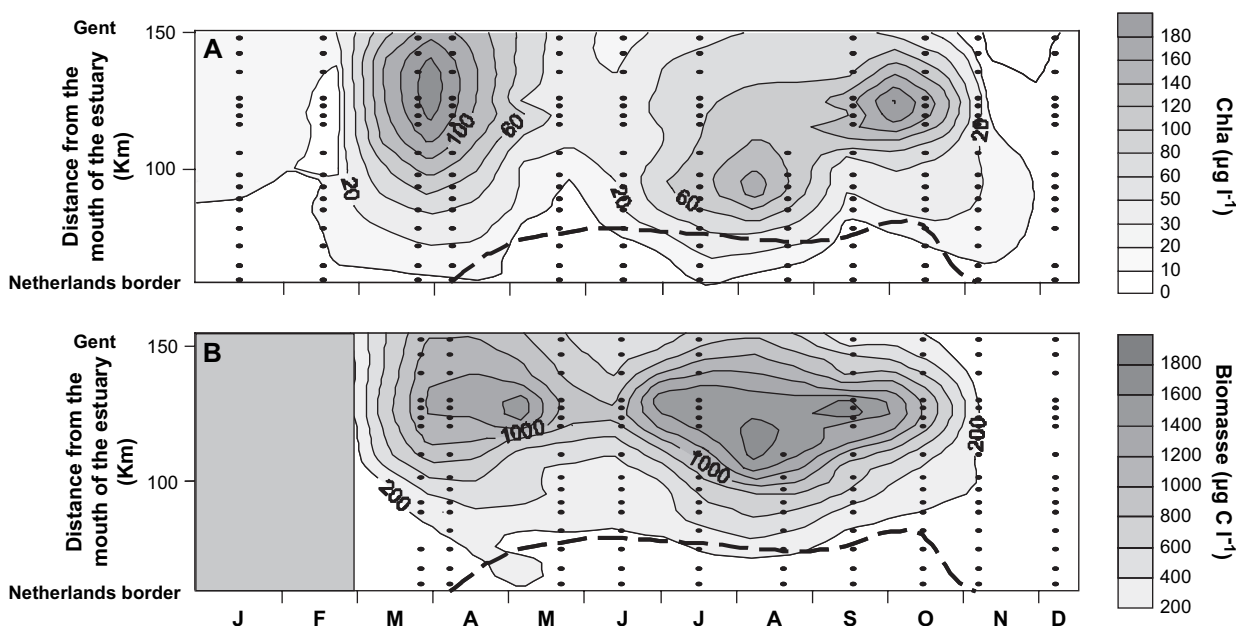 Gent
150
A
100
Netherlands border
Distance from the
mouth of the estuary
(Km)
20
100
60
20
60
20
180
160
140
120
100
80
60
50
30
20
10
0
Chla (µg l-1)
Gent
150
B
100
Netherlands border
Distance from the
mouth of the estuary
(Km)
200
1000
1000
200
1800
1600
1400
1200
1000
800
600
400
200
Biomasse (µg C l-1)
J F M A M J J A S O N D